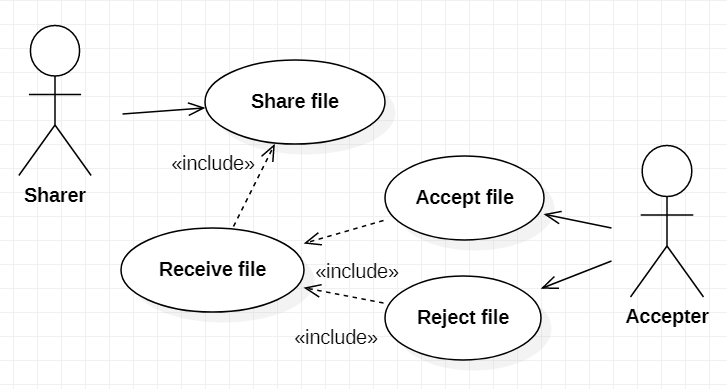 Share file
«include»
Sharer
Accept file
Receive file
«include»
Reject file
Accepter
«include»